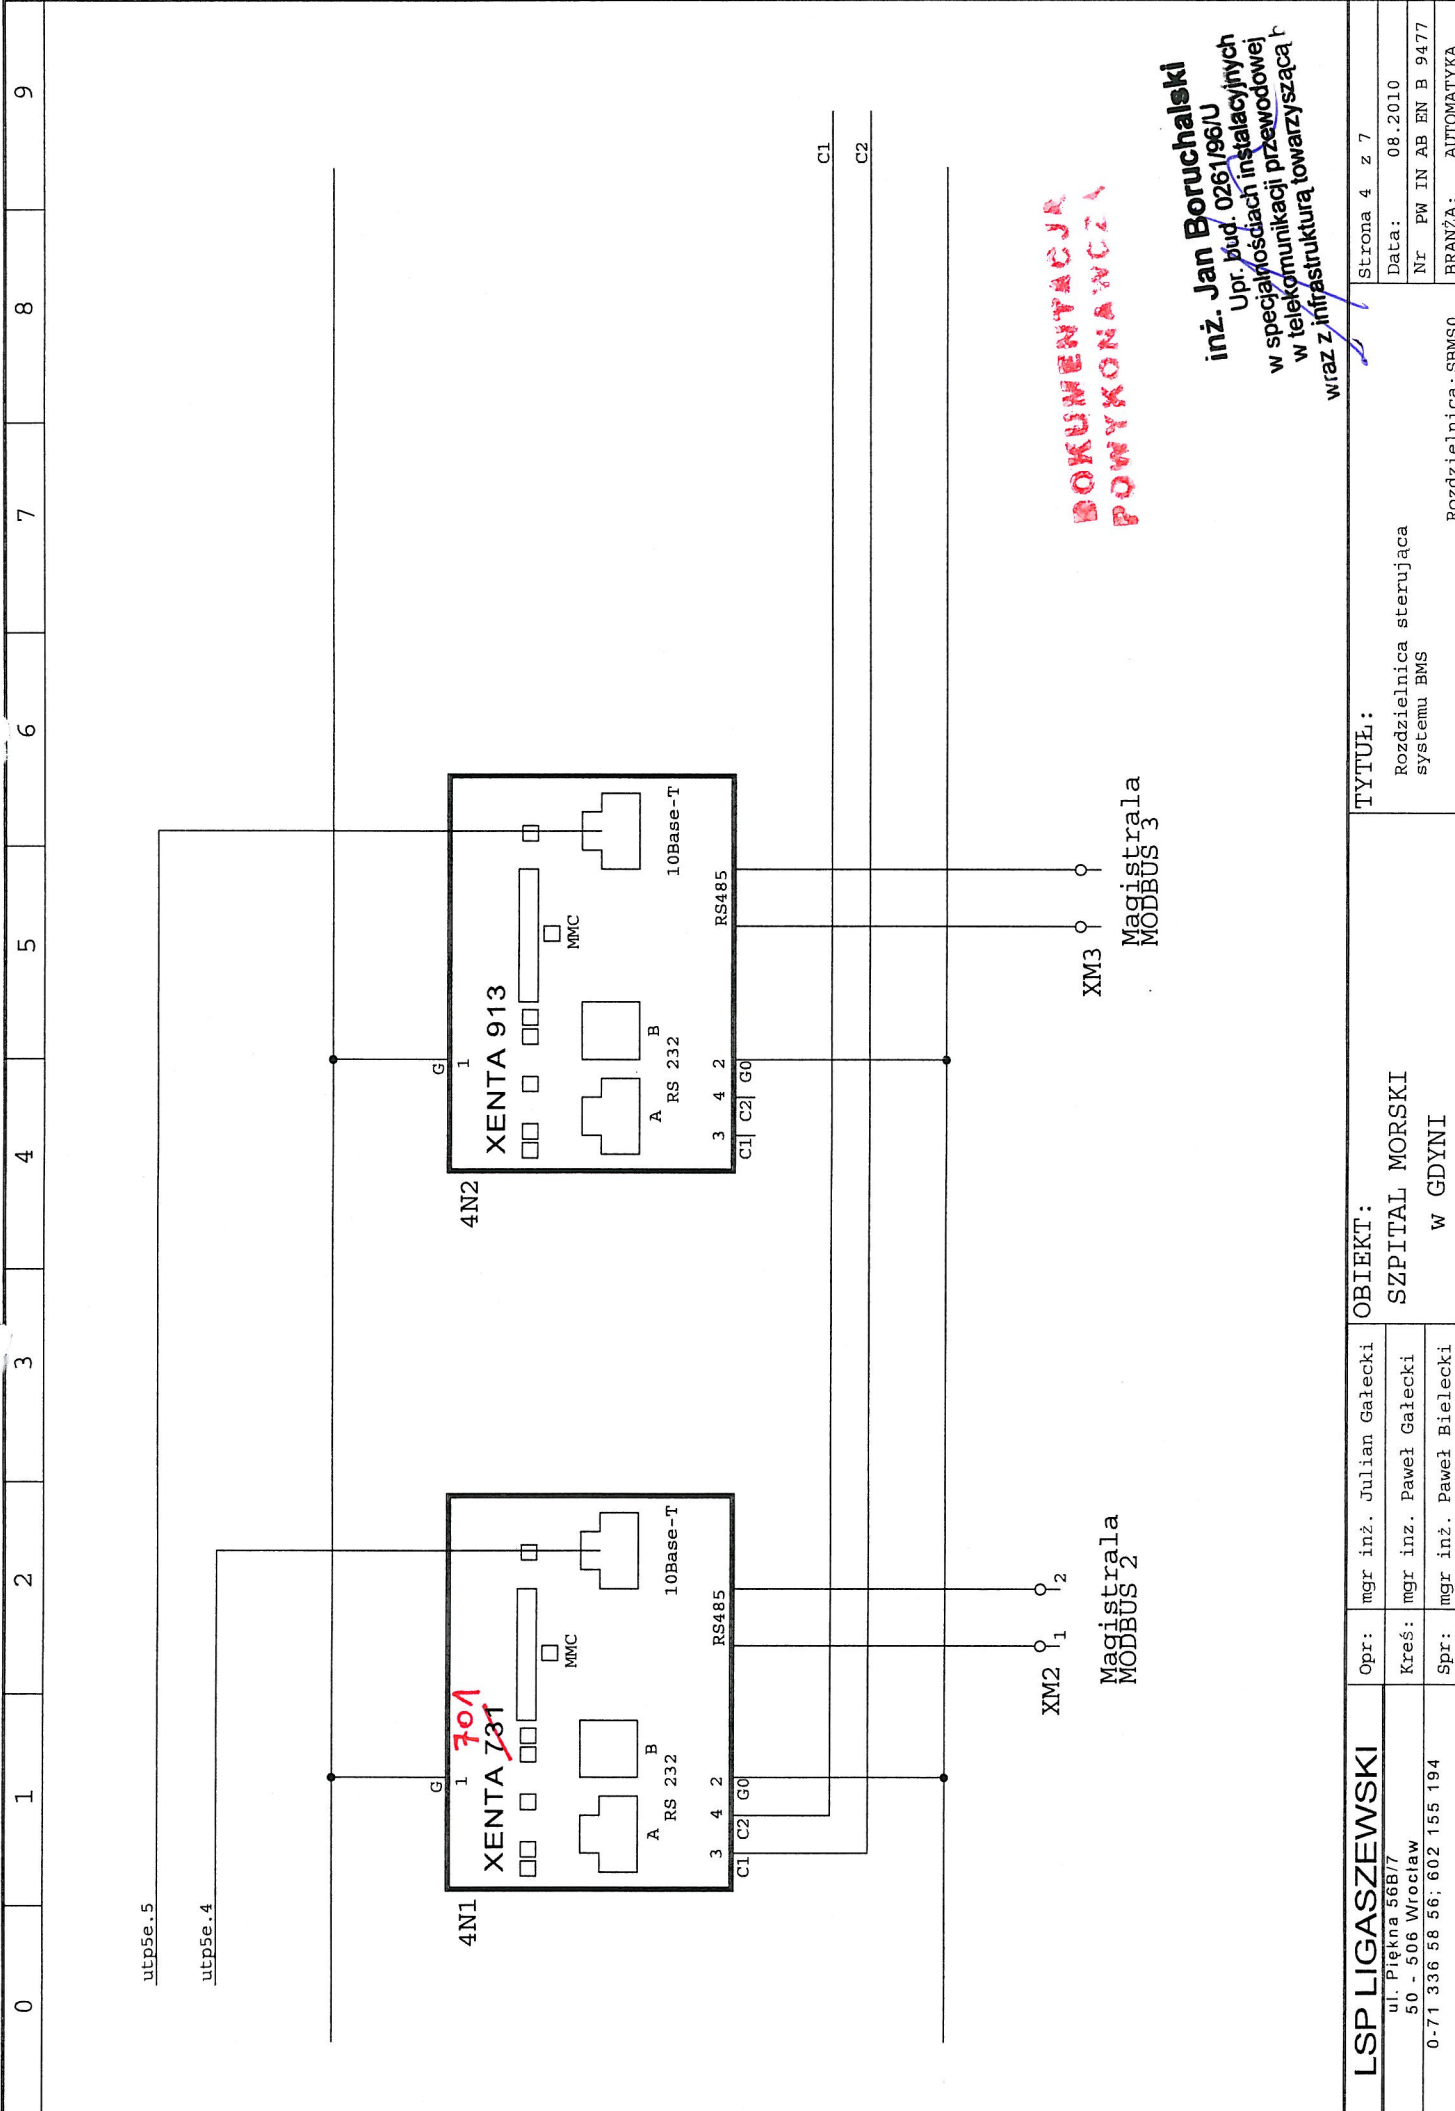 0 1 2 3 4 5 6 7 8 9
utp5e.5
utp5e.4
G
1
XENTA 731
701
MMC
10Base-T
A
B
RS 232
RS485
3
4
2
C1
C2
G0
4N1
XM2
1
2
Magistrala
MODBUS 2
G
1
XENTA 913
MMC
10Base-T
A
B
RS 232
RS485
3
4
2
C1
C2
G0
4N2
XM3
Magistrala
MODBUS 3
C1
C2
DOKUMENTACJA
POWYKONAWCZA
inż. Jan Boruchalski
Upr. bud. 0261/96/U
w specjalnościach instalacyjnych
w telekomunikacji przewodowej
wraz z infrastrukturą towarzyszącą
LSP LIGASZEWSKI
ul. Piękna 56B/7
50 - 506 Wrocław
0-71 336 58 56; 602 155 194
Opr: mgr inż. Julian Gałecki
Kreś: mgr inz. Paweł Gałecki
Spr: mgr inż. Paweł Bielecki
OBIEKT:
SZPITAL MORSKI
W GDYNI
TYTUŁ:
Rozdzielnica sterująca
systemu BMS
Rozdzielnica: SBMS0
Strona 4 z 7
Data: 08.2010
Nr PW IN AB EN B 9477
BRANŻA: AUTOMATYKA